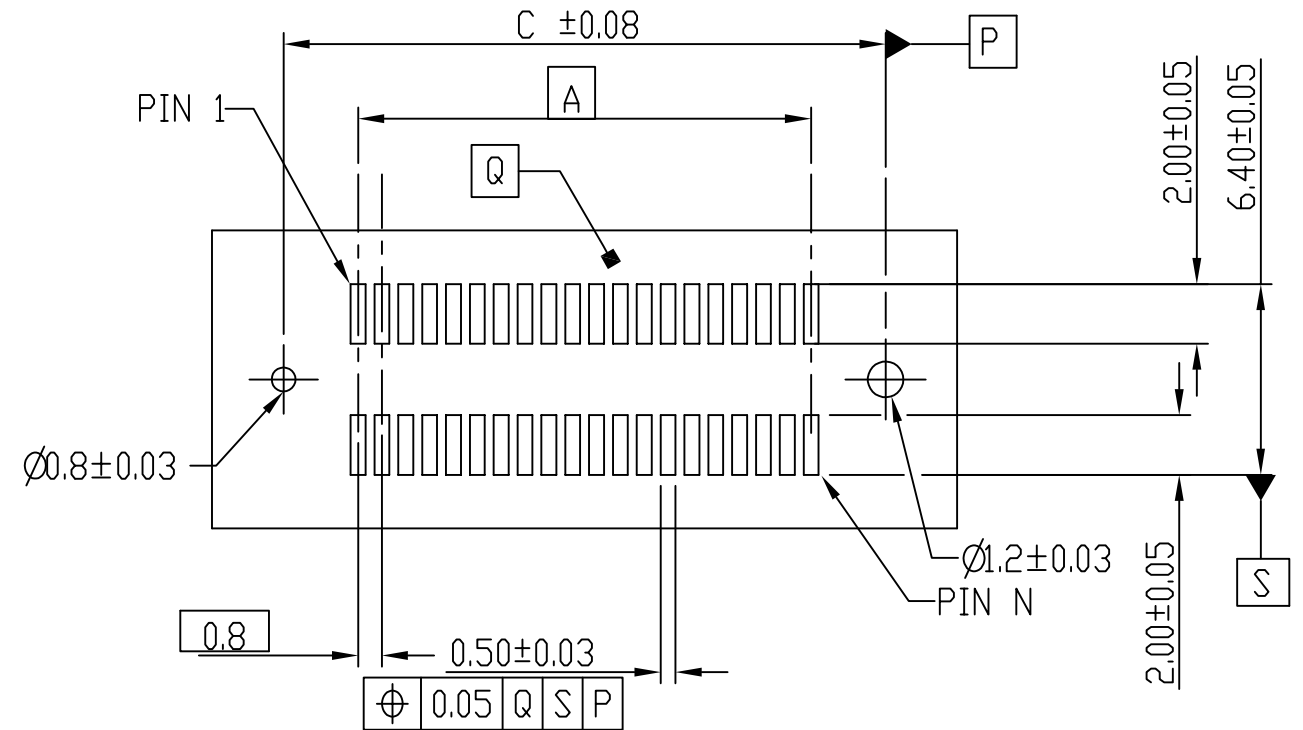 C ±0.08
P
A
PIN 1
Q
2.00±0.05
6.40±0.05
Ø0.8±0.03
Ø1.2±0.03
PIN N
2.00±0.05
S
0.8
0.50±0.03
⌖ 0.05 Q S P